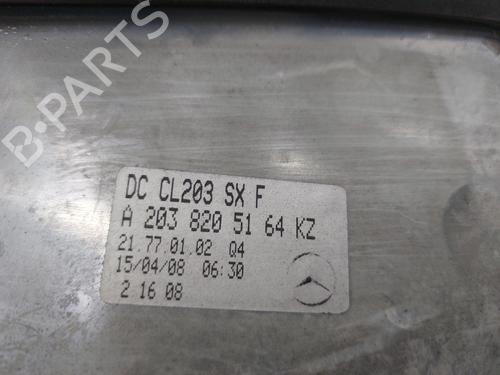 B-PARTS
DC CL203 SX F
A 203 820 51 64 KZ
21.77.01.02 Q4
15/04/08 06:30
2 16 08